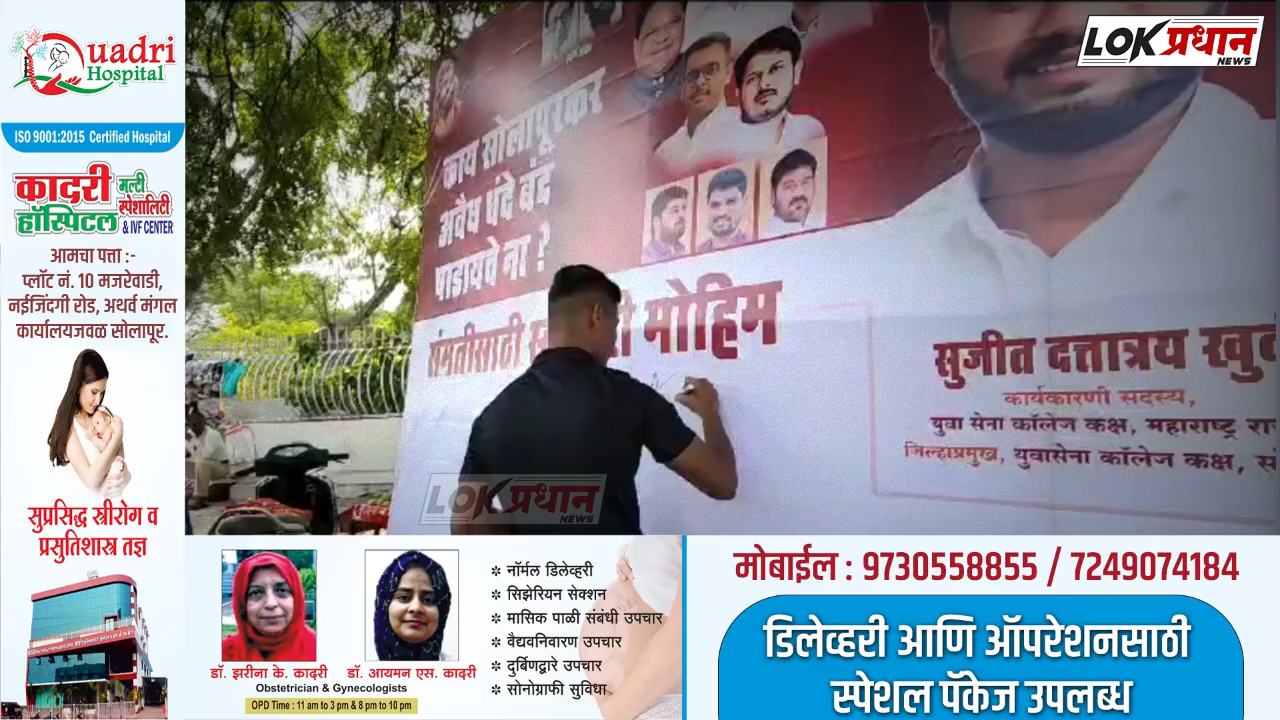 Quadri
Hospital
ISO 9001:2015 Certified Hospital
कादरी मल्टी
स्पेशालिटी
हॉस्पिटल & IVF CENTER
आमचा पत्ता :-
प्लॉट नं. 10 मजरेवाडी,
नईजिंदगी रोड, अथर्व मंगल
कार्यालयजवळ सोलापूर.
सुप्रसिद्ध स्त्रीरोग व
प्रसुतिशास्त्र तज्ञ
LOK प्रधान
NEWS
काय सोलापूरकर
अवैध धंदे बंद
पाडायचे ना ?
संमतीसाठी मोहिम
सुजीत दत्तात्रय
कार्यकारणी सदस्य,
युवा सेना कॉलेज कक्ष, महाराष्ट्र
जिल्हाप्रमुख, युवासेना कॉलेज कक्ष,
LOK प्रधान
NEWS
डॉ. झरीना के. कादरी
डॉ. आयमन एस. कादरी
Obstetrician & Gynecologists
OPD Time : 11 am to 3 pm & 8 pm to 10 pm
✻ नॉर्मल डिलेव्हरी
✻ सिझेरियन सेक्शन
✻ मासिक पाळी संबंधी उपचार
✻ वंद्यवनिवारण उपचार
✻ दुर्बिणद्वारे उपचार
✻ सोनोग्राफी सुविधा
मोबाईल : 9730558855 / 7249074184
डिलेव्हरी आणि ऑपरेशनसाठी
स्पेशल पॅकेज उपलब्ध